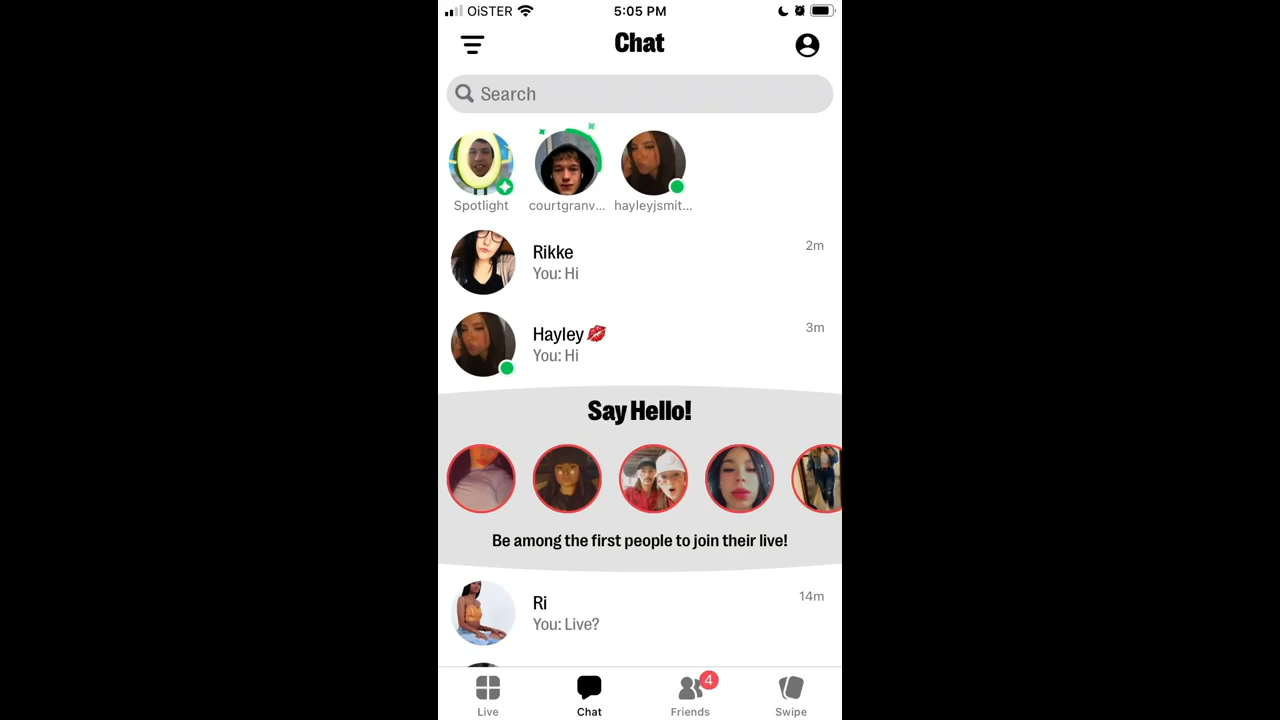 OiSTER
5:05 PM
Chat
Search
Spotlight
courtgranv...
hayleyjsmit...
Rikke
2m
You: Hi
Hayley 💋
3m
You: Hi
Say Hello!
Be among the first people to join their live!
Ri
14m
You: Live?
4
Live
Chat
Friends
Swipe